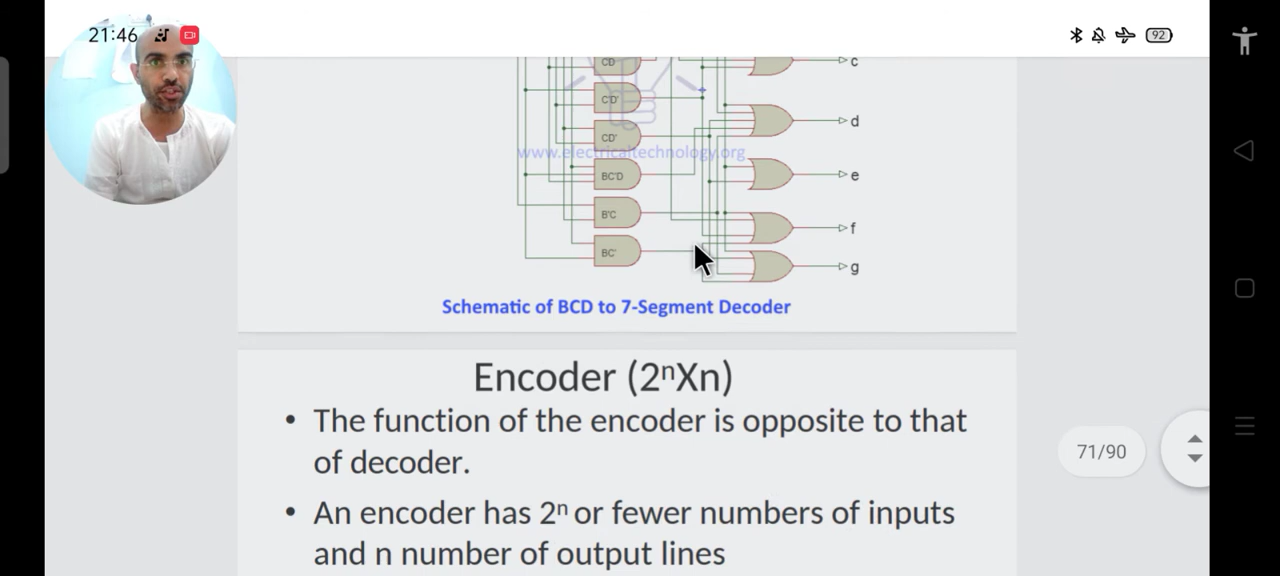 21:46
92
CD
c
C'D'
CD'
d
www.electricaltechnology.org
BC'D
e
B'C
f
BC'
g
Schematic of BCD to 7-Segment Decoder
Encoder (2ⁿXn)
• The function of the encoder is opposite to that
of decoder.
71/90
• An encoder has 2ⁿ or fewer numbers of inputs
and n number of output lines